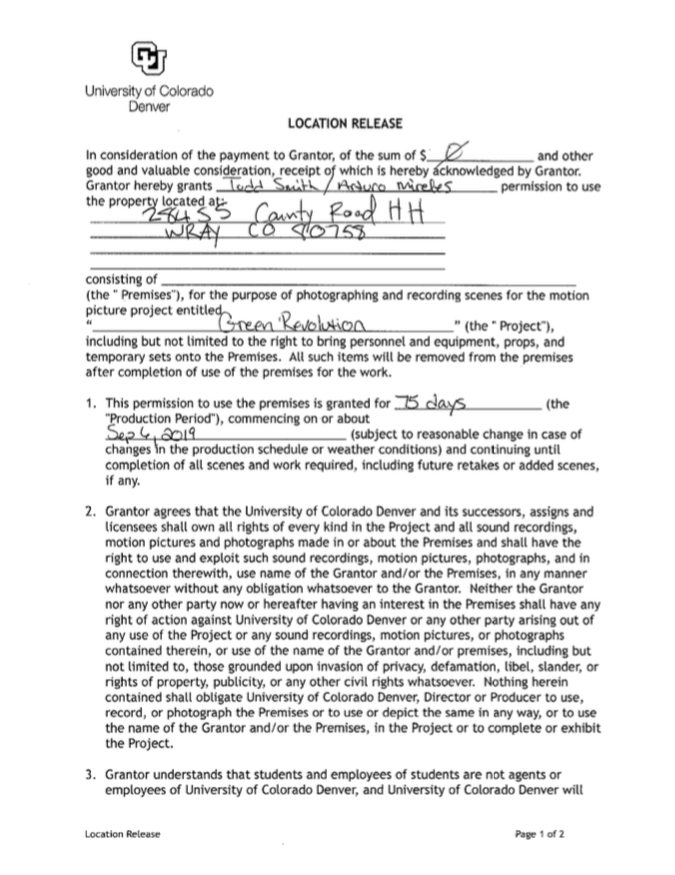 University of Colorado
Denver
LOCATION RELEASE
In consideration of the payment to Grantor, of the sum of $ Ø and other
good and valuable consideration, receipt of which is hereby acknowledged by Grantor.
Grantor hereby grants Todd Smith / Arturo Mireles permission to use
the property located at:
28455 County Road HH
WRAY CO 80758
consisting of
(the " Premises"), for the purpose of photographing and recording scenes for the motion
picture project entitled
" Green Revolution " (the " Project"),
including but not limited to the right to bring personnel and equipment, props, and
temporary sets onto the Premises. All such items will be removed from the premises
after completion of use of the premises for the work.
1. This permission to use the premises is granted for 75 days (the
"Production Period"), commencing on or about
Sep 6, 2019 (subject to reasonable change in case of
changes in the production schedule or weather conditions) and continuing until
completion of all scenes and work required, including future retakes or added scenes,
if any.
2. Grantor agrees that the University of Colorado Denver and its successors, assigns and
licensees shall own all rights of every kind in the Project and all sound recordings,
motion pictures and photographs made in or about the Premises and shall have the
right to use and exploit such sound recordings, motion pictures, photographs, and in
connection therewith, use name of the Grantor and/or the Premises, in any manner
whatsoever without any obligation whatsoever to the Grantor. Neither the Grantor
nor any other party now or hereafter having an interest in the Premises shall have any
right of action against University of Colorado Denver or any other party arising out of
any use of the Project or any sound recordings, motion pictures, or photographs
contained therein, or use of the name of the Grantor and/or premises, including but
not limited to, those grounded upon invasion of privacy, defamation, libel, slander, or
rights of property, publicity, or any other civil rights whatsoever. Nothing herein
contained shall obligate University of Colorado Denver, Director or Producer to use,
record, or photograph the Premises or to use or depict the same in any way, or to use
the name of the Grantor and/or the Premises, in the Project or to complete or exhibit
the Project.
3. Grantor understands that students and employees of students are not agents or
employees of University of Colorado Denver, and University of Colorado Denver will
Location Release Page 1 of 2